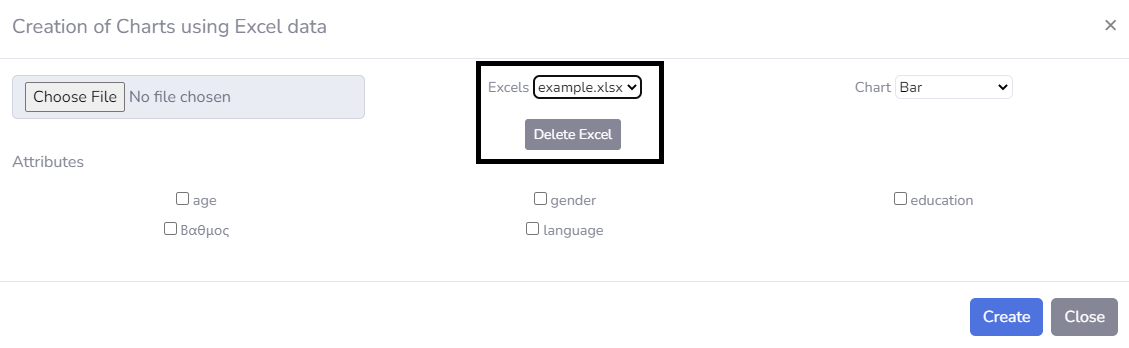 Creation of Charts using Excel data
×
Choose File No file chosen
Excels example.xlsx
Chart Bar
Delete Excel
Attributes
age gender education
βαθμος language
Create Close